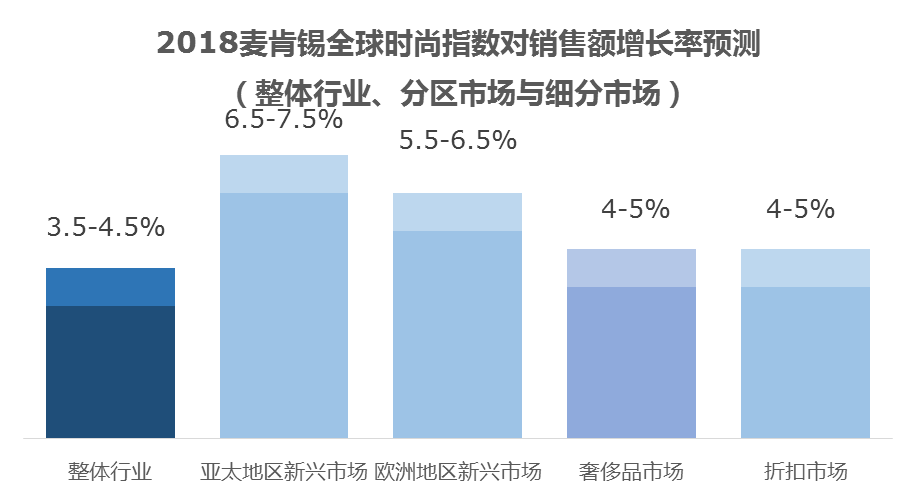 2018麦肯锡全球时尚指数对销售额增长率预测
（整体行业、分区市场与细分市场）
6.5-7.5%
5.5-6.5%
4-5%
4-5%
3.5-4.5%
整体行业
亚太地区新兴市场
欧洲地区新兴市场
奢侈品市场
折扣市场